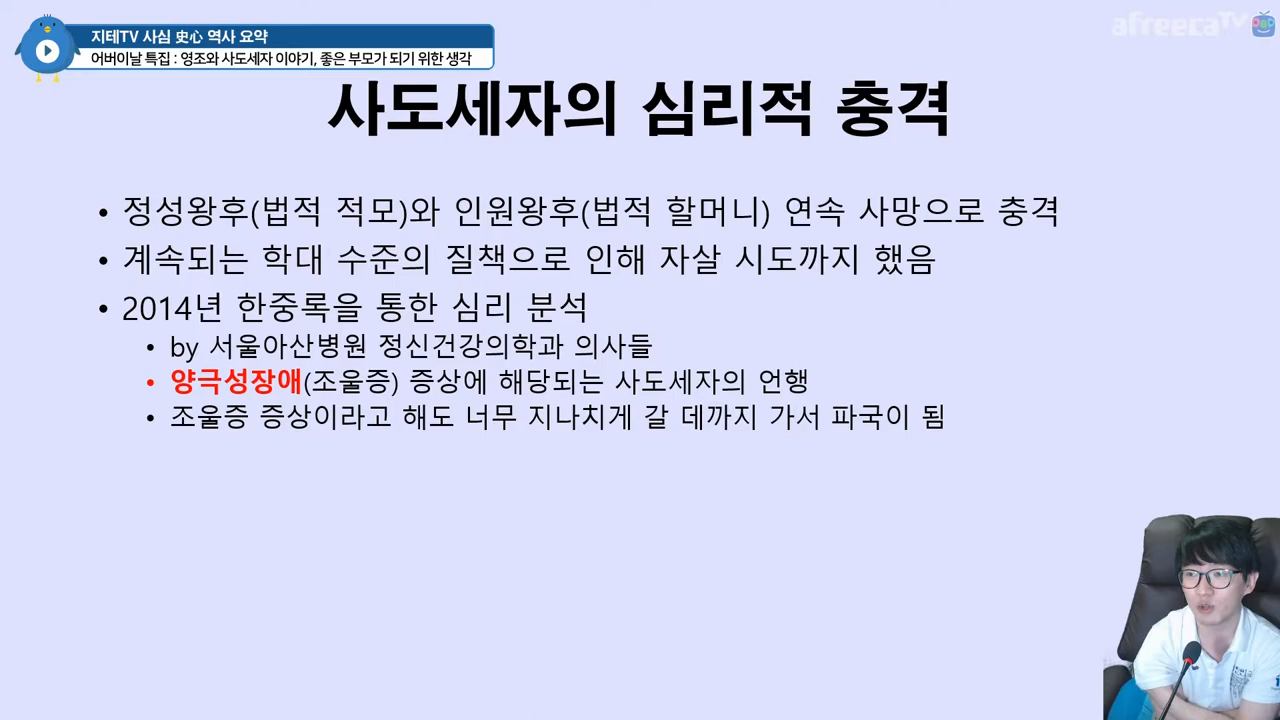 지테TV 사심 史心 역사 요약
어버이날 특집 : 영조와 사도세자 이야기, 좋은 부모가 되기 위한 생각
afreecaTV
사도세자의 심리적 충격
• 정성왕후(법적 적모)와 인원왕후(법적 할머니) 연속 사망으로 충격
• 계속되는 학대 수준의 질책으로 인해 자살 시도까지 했음
• 2014년 한중록을 통한 심리 분석
• by 서울아산병원 정신건강의학과 의사들
• 양극성장애(조울증) 증상에 해당되는 사도세자의 언행
• 조울증 증상이라고 해도 너무 지나치게 갈 데까지 가서 파국이 됨